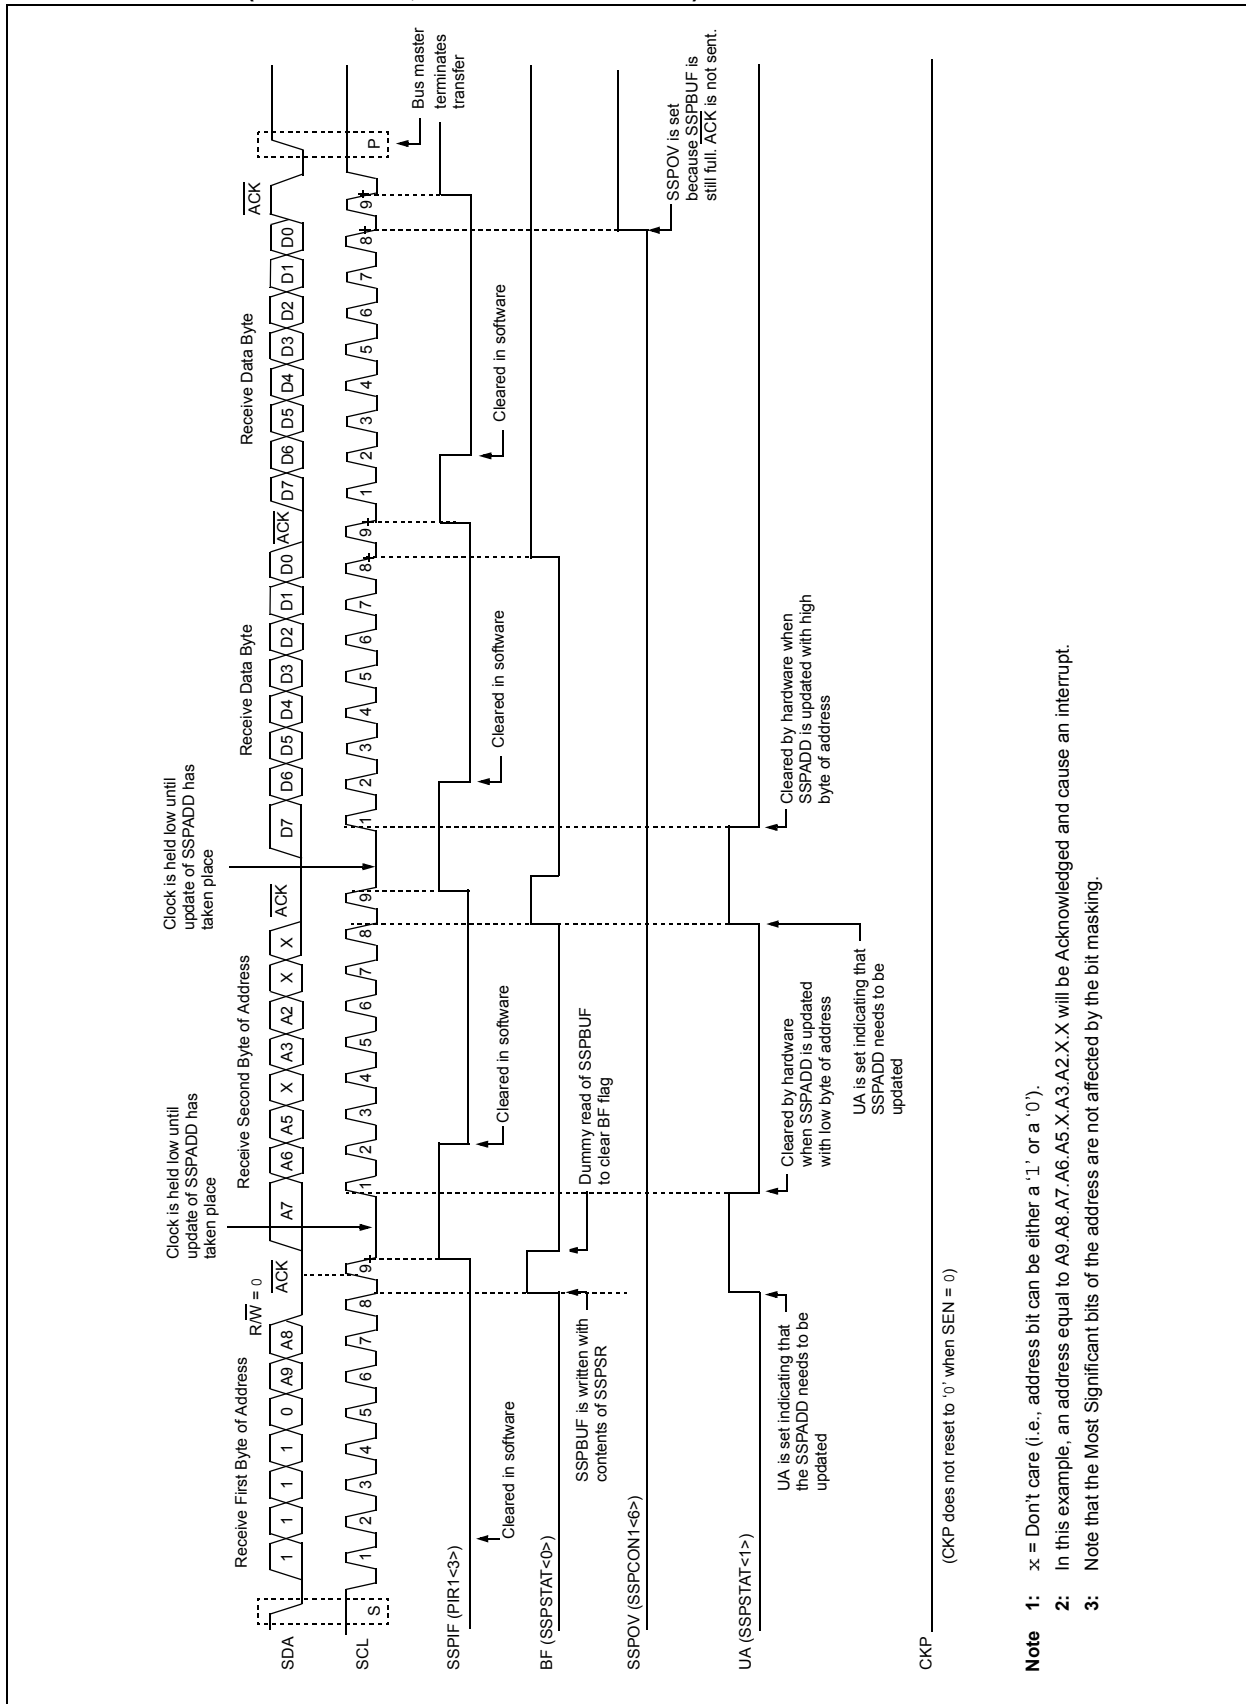 Receive First Byte of Address
R/W = 0
ACK
Clock is held low until
update of SSPADD has
taken place
Receive Second Byte of Address
ACK
Clock is held low until
update of SSPADD has
taken place
Receive Data Byte
ACK
Receive Data Byte
ACK
SDA
1 1 1 1 0 A9 A8 A7 A6 A5 X A3 A2 X X D7 D6 D5 D4 D3 D2 D1 D0 D7 D6 D5 D4 D3 D2 D1 D0
SCL
S 1 2 3 4 5 6 7 8 9 1 2 3 4 5 6 7 8 9 1 2 3 4 5 6 7 8 9 1 2 3 4 5 6 7 8 9 P
Bus master
terminates
transfer
SSPIF (PIR1<3>)
Cleared in software
Cleared in software
Cleared in software
Cleared in software
BF (SSPSTAT<0>)
SSPBUF is written with
contents of SSPSR
Dummy read of SSPBUF
to clear BF flag
SSPOV (SSPCON1<6>)
SSPOV is set
because SSPBUF is
still full. ACK is not sent.
UA (SSPSTAT<1>)
UA is set indicating that
the SSPADD needs to be
updated
Cleared by hardware
when SSPADD is updated
with low byte of address
UA is set indicating that
SSPADD needs to be
updated
Cleared by hardware when
SSPADD is updated with high
byte of address
CKP
(CKP does not reset to ‘0’ when SEN = 0)
Note 1: x = Don't care (i.e., address bit can be either a ‘1’ or a ‘0’).
2: In this example, an address equal to A9.A8.A7.A6.A5.X.A3.A2.X.X will be Acknowledged and cause an interrupt.
3: Note that the Most Significant bits of the address are not affected by the bit masking.